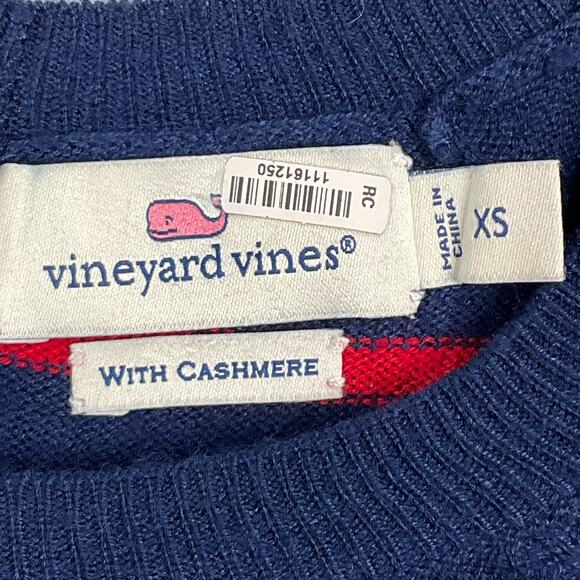 RC
11161250
vineyard vines®
MADE IN
CHINA
XS
WITH CASHMERE